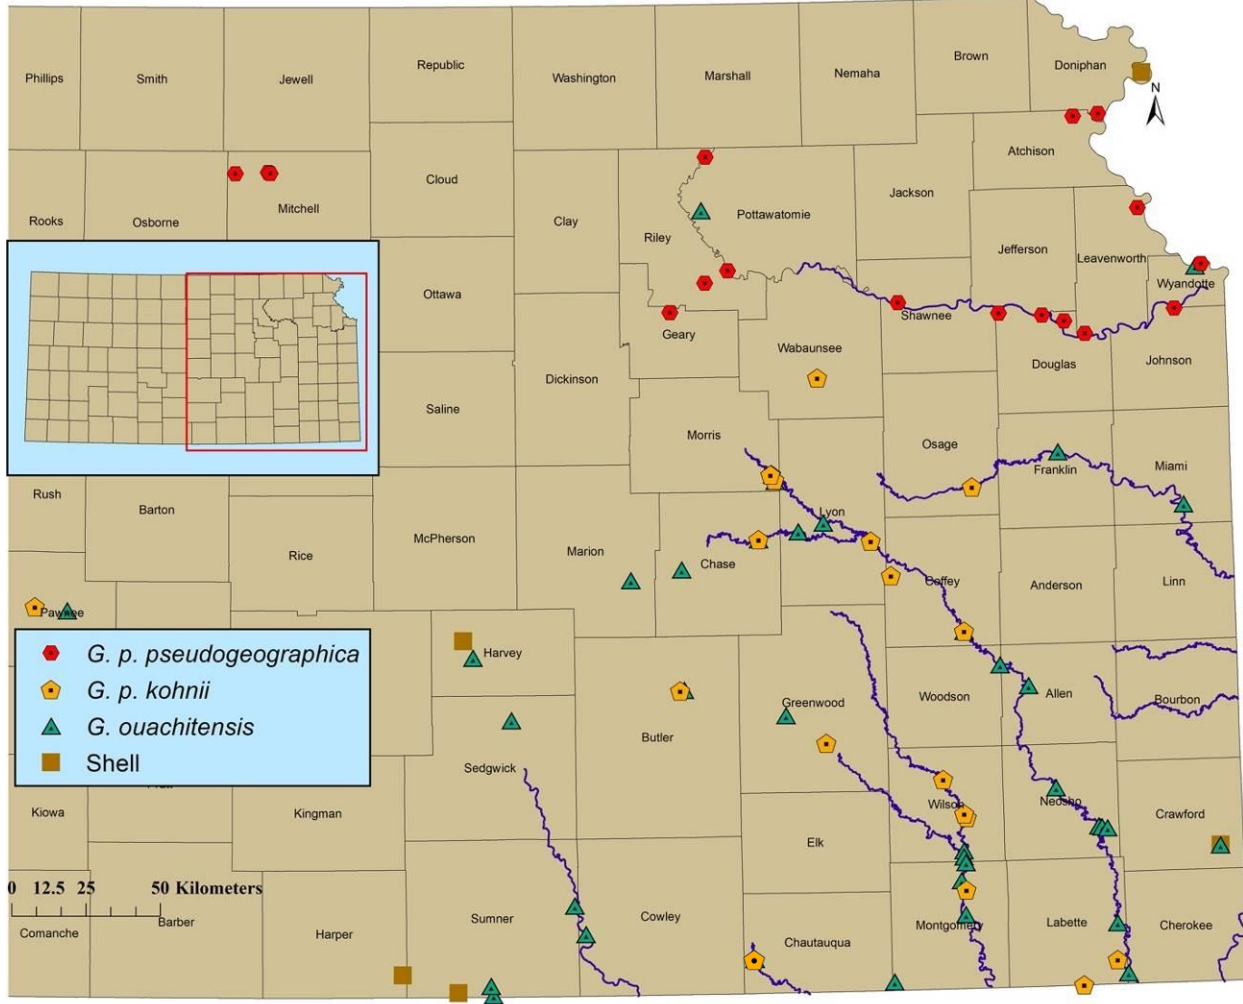 Phillips
Smith
Jewell
Republic
Washington
Marshall
Nemaha
Brown
Doniphan
N
Atchison
Rooks
Osborne
Mitchell
Cloud
Clay
Riley
Pottawatomie
Jackson
Jefferson
Leavenworth
Wyandotte
Ottawa
Geary
Shawnee
Wabaunsee
Dickinson
Douglas
Johnson
Saline
Morris
Osage
Franklin
Miami
Rush
Barton
Rice
McPherson
Marion
Chase
Lyon
Coffey
Anderson
Linn
Pawnee
Harvey
G. p. pseudogeographica
G. p. kohnii
G. ouachitensis
Shell
Sedgwick
Butler
Greenwood
Woodson
Allen
Bourbon
Kiowa
Kingman
Elk
Wilson
Neosho
Crawford
0 12.5 25 50 Kilometers
Comanche
Barber
Harper
Sumner
Cowley
Chautauqua
Montgomery
Labette
Cherokee